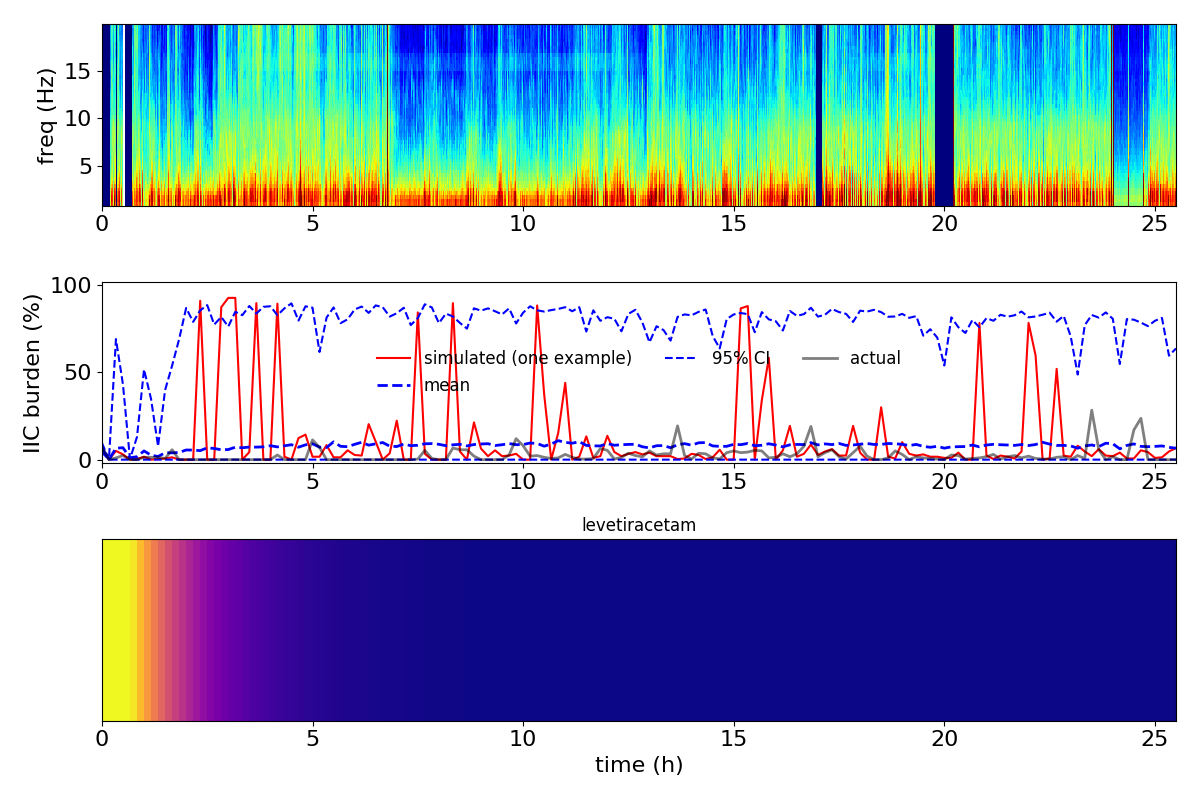 freq (Hz)
15
10
5
0 5 10 15 20 25
IIC burden (%)
100
50
0
simulated (one example) 95% CI actual
mean
0 5 10 15 20 25
levetiracetam
0 5 10 15 20 25
time (h)